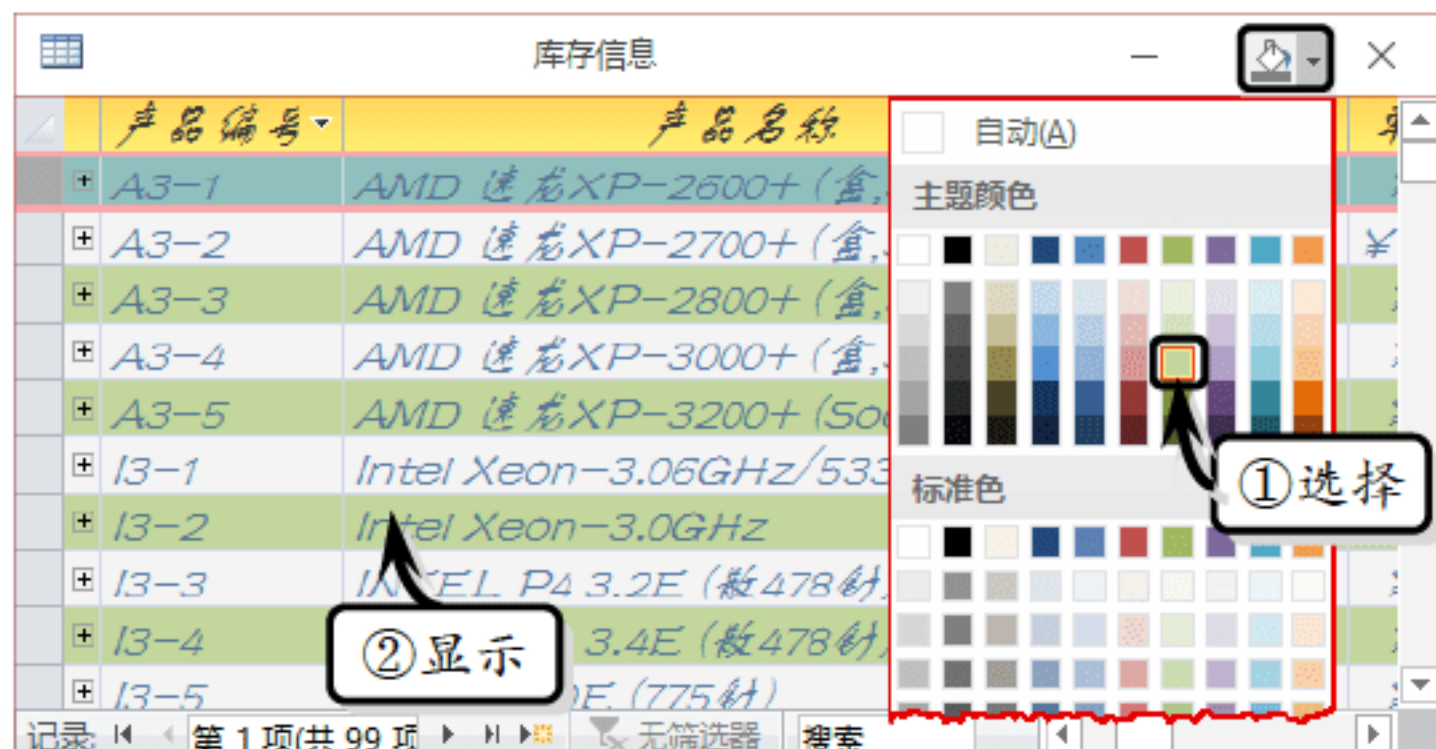 库存信息
产品编号 产品名称
自动(A)
主题颜色
A3-1 AMD 速龙XP-2600+(盒,
A3-2 AMD 速龙XP-2700+(盒, ¥
A3-3 AMD 速龙XP-2800+(盒,
A3-4 AMD 速龙XP-3000+(盒,
A3-5 AMD 速龙XP-3200+(So
I3-1 Intel Xeon-3.06GHz/533
标准色
①选择
I3-2 Intel Xeon-3.0GHz
I3-3 INTEL P4 3.2E(散478针
I3-4 3.4E(散478针
②显示
I3-5 0E(775针)
记录 第 1 项(共 99 项 无筛选器 搜索